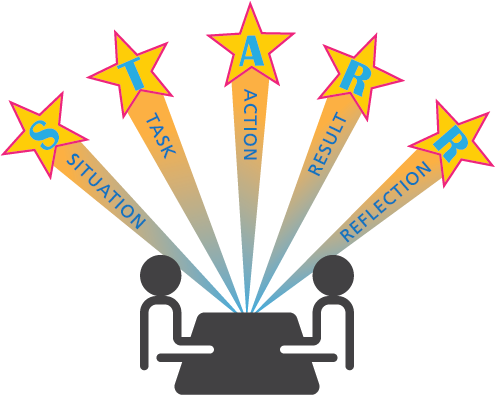 S
SITUATION
T
TASK
A
ACTION
R
RESULT
R
REFLECTION